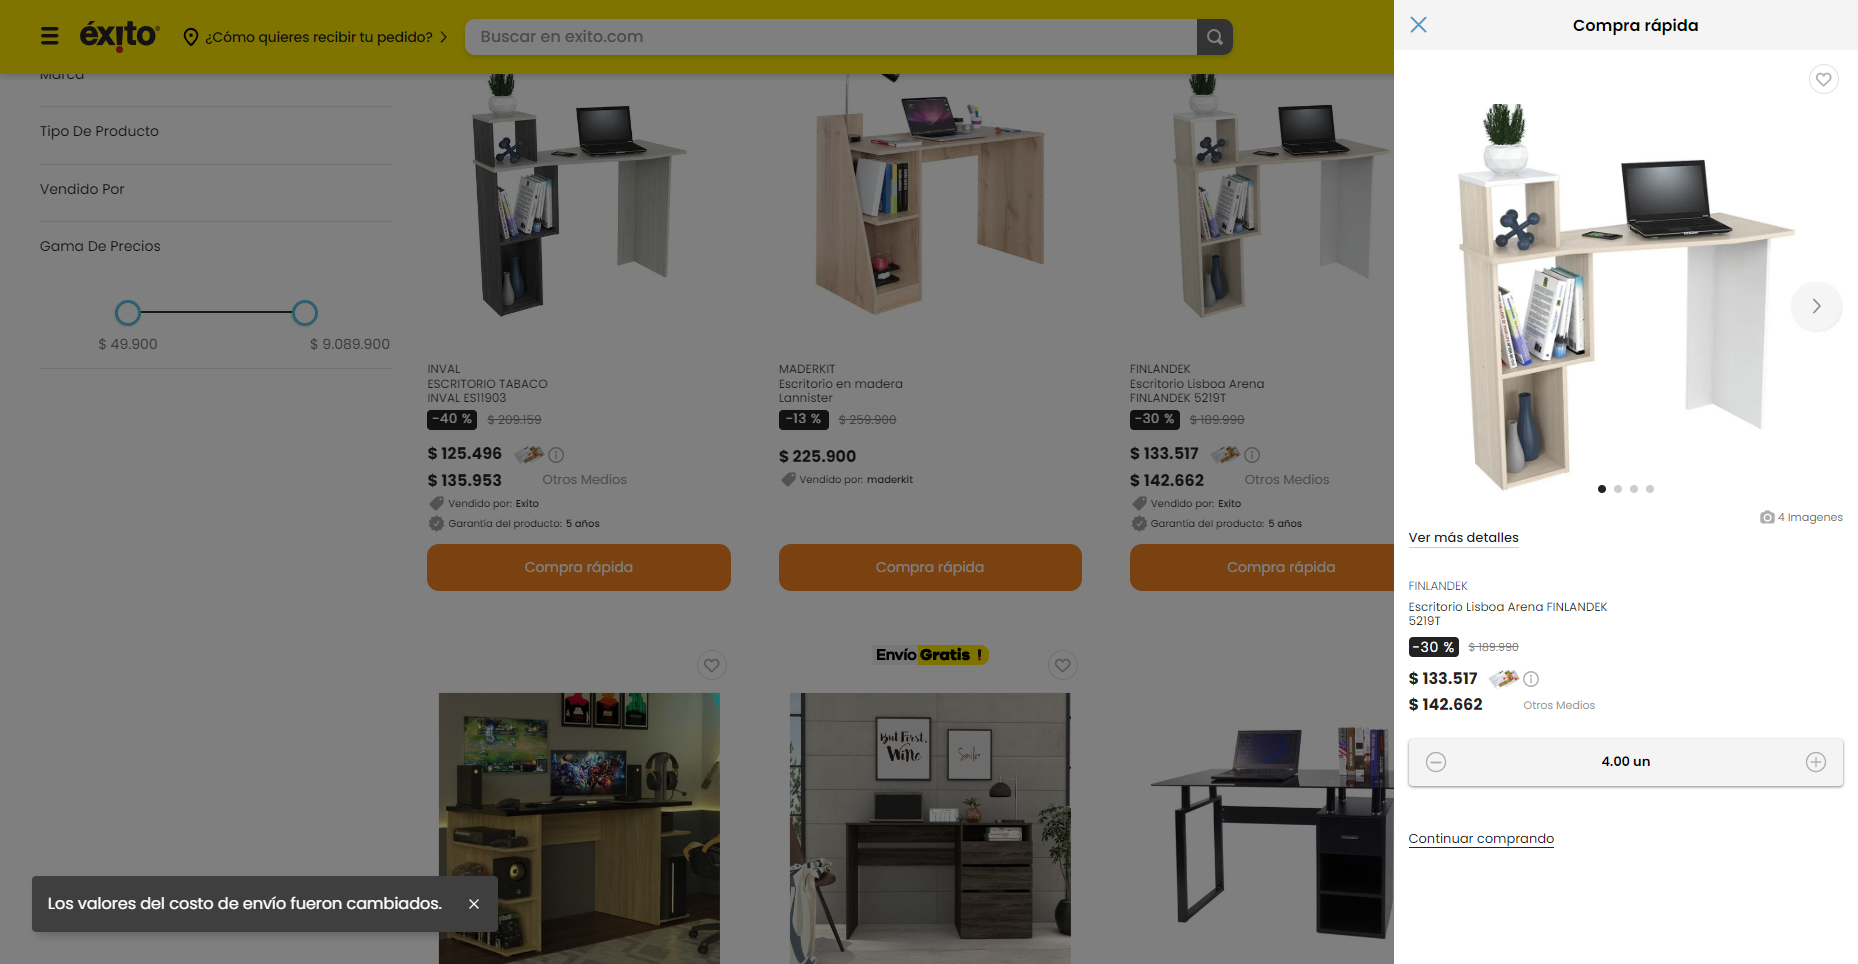 éxito
¿Cómo quieres recibir tu pedido?
Buscar en exito.com
Marca
Tipo De Producto
Vendido Por
Gama De Precios
$ 49.900
$ 9.089.900
INVAL
ESCRITORIO TABACO
INVAL ES11903
-40 %
$ 209.159
$ 125.496
$ 135.953
Otros Medios
Vendido por: Exito
Garantía del producto: 5 años
Compra rápida
MADERKIT
Escritorio en madera
Lannister
-13 %
$ 259.900
$ 225.900
Vendido por: maderkit
Compra rápida
FINLANDEK
Escritorio Lisboa Arena
FINLANDEK 5219T
-30 %
$ 189.990
$ 133.517
$ 142.662
Otros Medios
Vendido por: Exito
Garantía del producto: 5 años
Compra rápida
Envío Gratis !
But First,
Wine
Smile
Los valores del costo de envío fueron cambiados.
Compra rápida
4 Imagenes
Ver más detalles
FINLANDEK
Escritorio Lisboa Arena FINLANDEK
5219T
-30 %
$ 189.990
$ 133.517
$ 142.662
Otros Medios
4.00 un
Continuar comprando